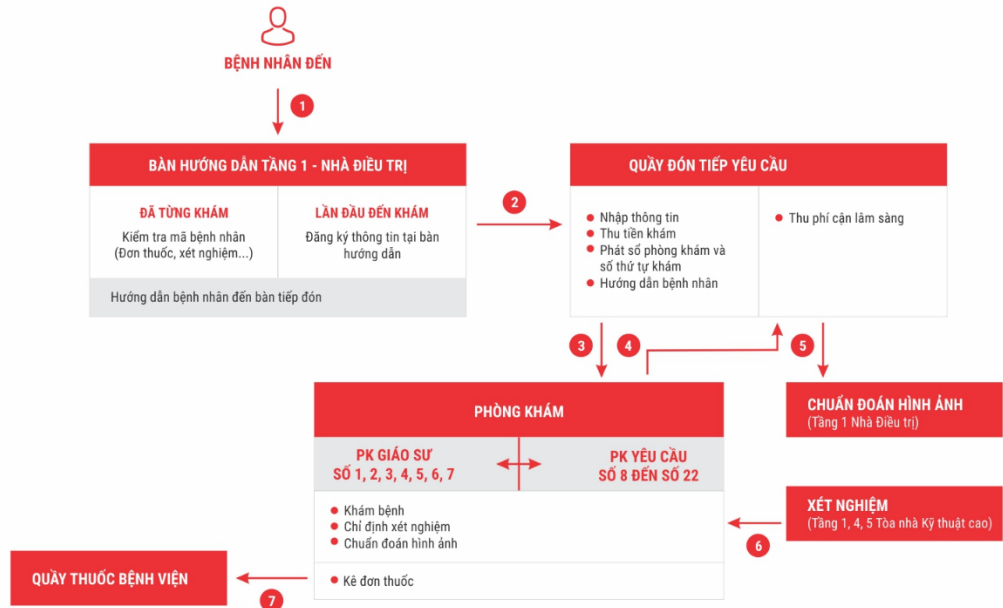 BỆNH NHÂN ĐẾN
1
BÀN HƯỚNG DẪN TẦNG 1 - NHÀ ĐIỀU TRỊ
ĐÃ TỪNG KHÁM
Kiểm tra mã bệnh nhân
(Đơn thuốc, xét nghiệm...)
LẦN ĐẦU ĐẾN KHÁM
Đăng ký thông tin tại bàn
hướng dẫn
Hướng dẫn bệnh nhân đến bàn tiếp đón
2
QUẦY ĐÓN TIẾP YÊU CẦU
Nhập thông tin
Thu tiền khám
Phát số phòng khám và
số thứ tự khám
Hướng dẫn bệnh nhân
Thu phí cận lâm sàng
3
4
5
PHÒNG KHÁM
PK GIÁO SƯ
SỐ 1, 2, 3, 4, 5, 6, 7
PK YÊU CẦU
SỐ 8 ĐẾN SỐ 22
Khám bệnh
Chỉ định xét nghiệm
Chuẩn đoán hình ảnh
Kê đơn thuốc
CHUẨN ĐOÁN HÌNH ẢNH
(Tầng 1 Nhà Điều trị)
XÉT NGHIỆM
(Tầng 1, 4, 5 Tòa nhà Kỹ thuật cao)
6
QUẦY THUỐC BỆNH VIỆN
7